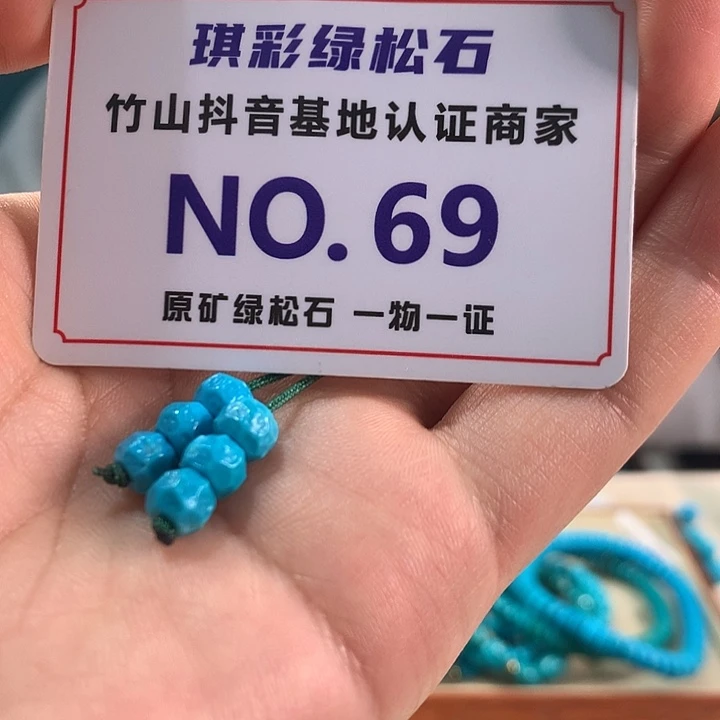 琪彩绿松石
竹山抖音基地认证商家
NO.69
原矿绿松石 一物一证